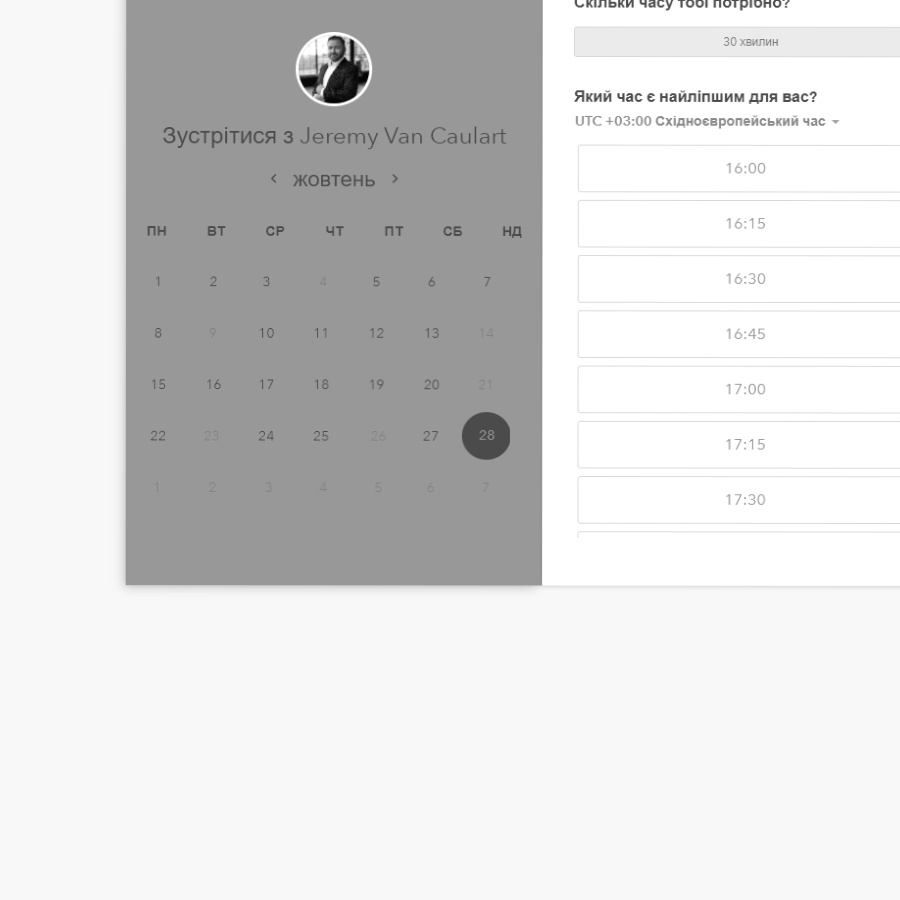 Зустрітися з Jeremy Van Caulart
жовтень
ПН ВТ СР ЧТ ПТ СБ НД
1 2 3 4 5 6 7
8 9 10 11 12 13 14
15 16 17 18 19 20 21
22 23 24 25 26 27 28
1 2 3 4 5 6 7
Скільки часу тобі потрібно?
30 хвилин
Який час є найліпшим для вас?
UTC +03:00 Східноєвропейський час
16:00
16:15
16:30
16:45
17:00
17:15
17:30